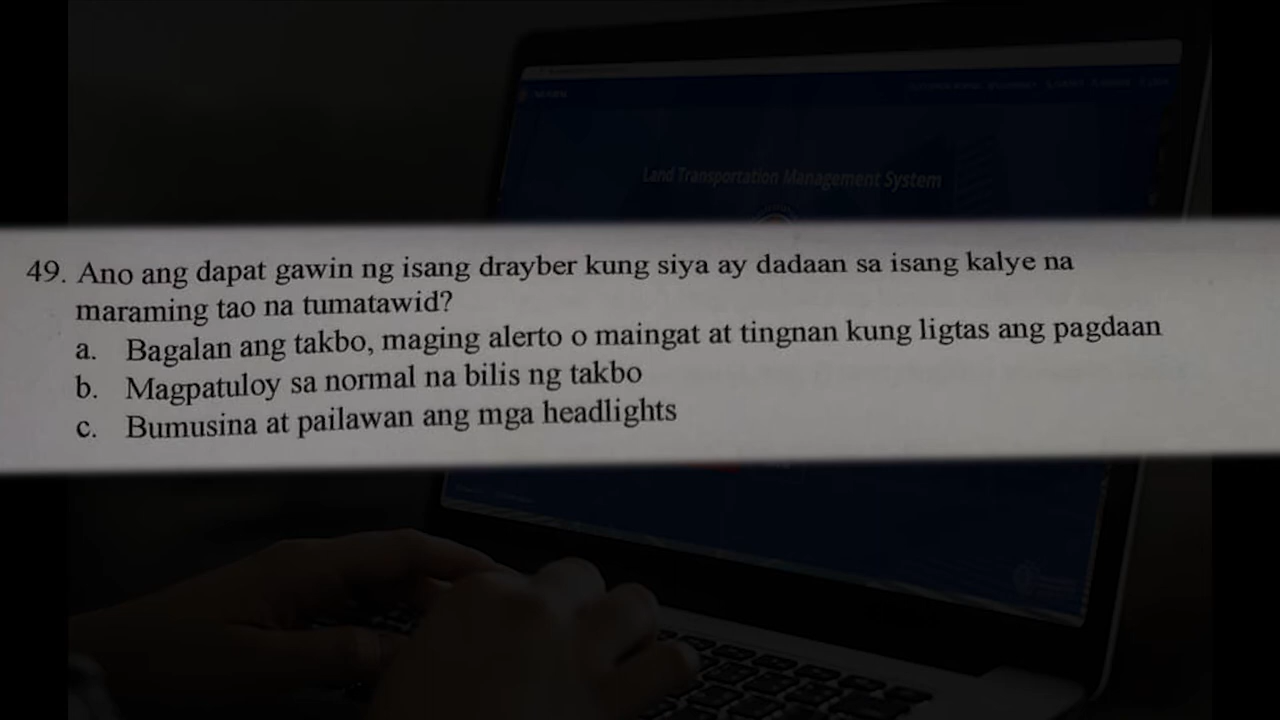 Land Transportation Management System
49. Ano ang dapat gawin ng isang drayber kung siya ay dadaan sa isang kalye na
maraming tao na tumatawid?
a. Bagalan ang takbo, maging alerto o maingat at tingnan kung ligtas ang pagdaan
b. Magpatuloy sa normal na bilis ng takbo
c. Bumusina at pailawan ang mga headlights